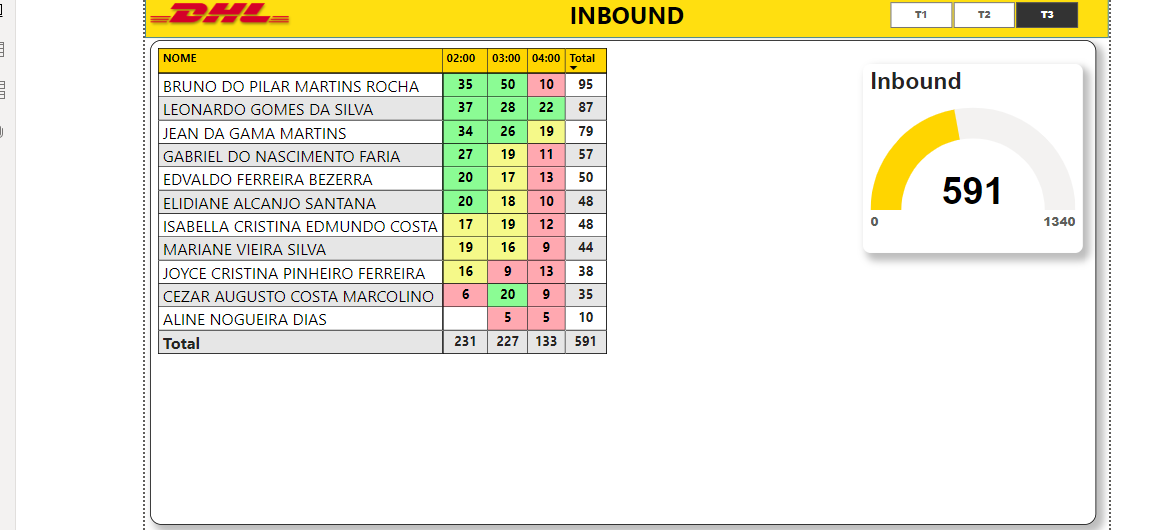 DHL
INBOUND
T1 T2 T3
NOME 02:00 03:00 04:00 Total
BRUNO DO PILAR MARTINS ROCHA 35 50 10 95
LEONARDO GOMES DA SILVA 37 28 22 87
JEAN DA GAMA MARTINS 34 26 19 79
GABRIEL DO NASCIMENTO FARIA 27 19 11 57
EDVALDO FERREIRA BEZERRA 20 17 13 50
ELIDIANE ALCANJO SANTANA 20 18 10 48
ISABELLA CRISTINA EDMUNDO COSTA 17 19 12 48
MARIANE VIEIRA SILVA 19 16 9 44
JOYCE CRISTINA PINHEIRO FERREIRA 16 9 13 38
CEZAR AUGUSTO COSTA MARCOLINO 6 20 9 35
ALINE NOGUEIRA DIAS 5 5 10
Total 231 227 133 591
Inbound
591
0 1340